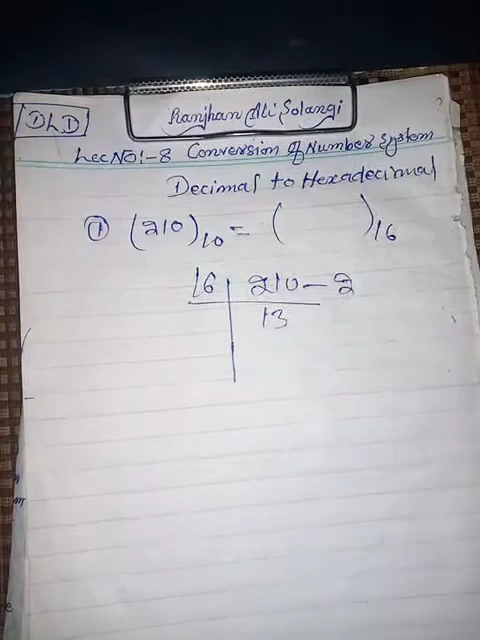 DLD
Ranjhan Ali Solangi
Lec NO:-8 Conversion of Number System
Decimal to Hexadecimal
① (210)₁₀ = ( )₁₆
16 | 210 - 2
13